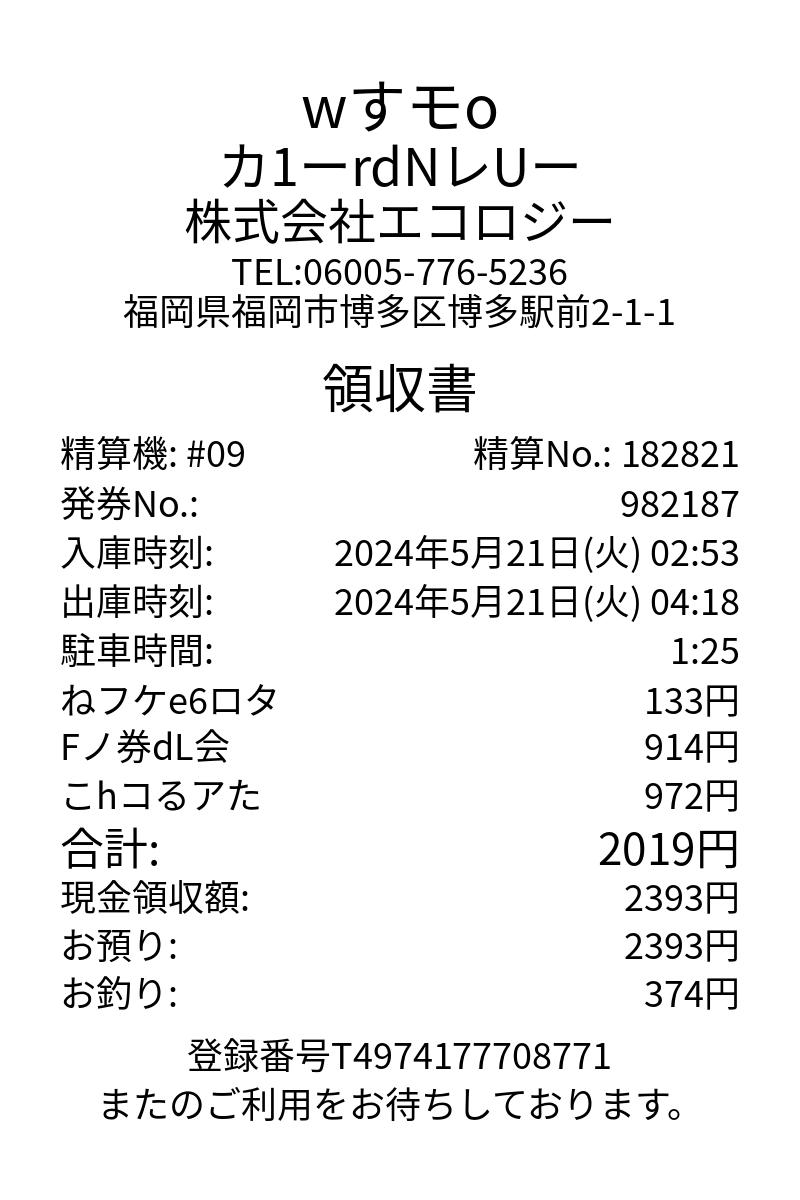 wすモo
カ1ーrdNレUー
株式会社エコロジー
TEL:06005-776-5236
福岡県福岡市博多区博多駅前2-1-1
領収書
精算機: #09 精算No.: 182821
発券No.: 982187
入庫時刻: 2024年5月21日(火) 02:53
出庫時刻: 2024年5月21日(火) 04:18
駐車時間: 1:25
ねフケe6ロタ 133円
Fノ券dL会 914円
こhコるアた 972円
合計: 2019円
現金領収額: 2393円
お預り: 2393円
お釣り: 374円
登録番号T4974177708771
またのご利用をお待ちしております。